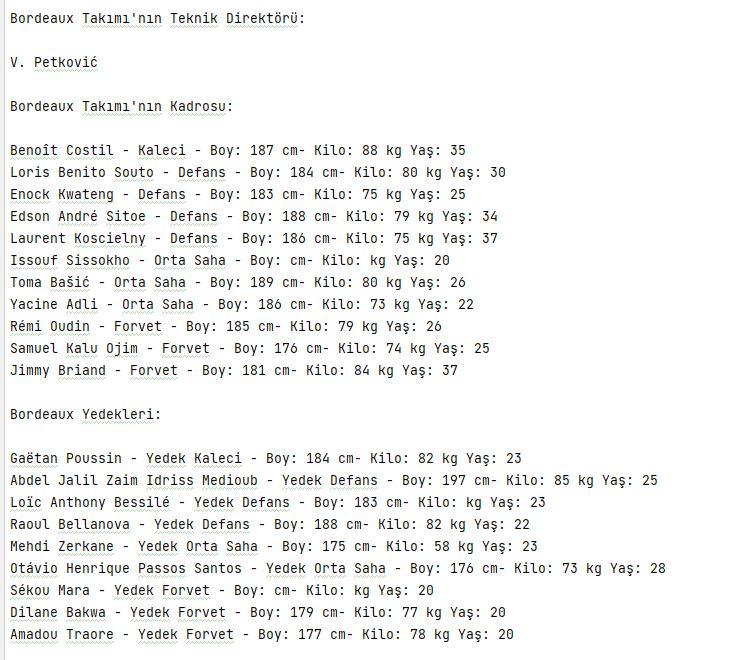 Bordeaux Takımı'nın Teknik Direktörü:
V. Petković
Bordeaux Takımı'nın Kadrosu:
Benoît Costil - Kaleci - Boy: 187 cm- Kilo: 88 kg Yaş: 35
Loris Benito Souto - Defans - Boy: 184 cm- Kilo: 80 kg Yaş: 30
Enock Kwateng - Defans - Boy: 183 cm- Kilo: 75 kg Yaş: 25
Edson André Sitoe - Defans - Boy: 188 cm- Kilo: 79 kg Yaş: 34
Laurent Koscielny - Defans - Boy: 186 cm- Kilo: 75 kg Yaş: 37
Issouf Sissokho - Orta Saha - Boy: cm- Kilo: kg Yaş: 20
Toma Bašić - Orta Saha - Boy: 189 cm- Kilo: 80 kg Yaş: 26
Yacine Adli - Orta Saha - Boy: 186 cm- Kilo: 73 kg Yaş: 22
Rémi Oudin - Forvet - Boy: 185 cm- Kilo: 79 kg Yaş: 26
Samuel Kalu Ojim - Forvet - Boy: 176 cm- Kilo: 74 kg Yaş: 25
Jimmy Briand - Forvet - Boy: 181 cm- Kilo: 84 kg Yaş: 37
Bordeaux Yedekleri:
Gaëtan Poussin - Yedek Kaleci - Boy: 184 cm- Kilo: 82 kg Yaş: 23
Abdel Jalil Zaim Idriss Medioub - Yedek Defans - Boy: 197 cm- Kilo: 85 kg Yaş: 25
Loïc Anthony Bessilé - Yedek Defans - Boy: 183 cm- Kilo: kg Yaş: 23
Raoul Bellanova - Yedek Defans - Boy: 188 cm- Kilo: 82 kg Yaş: 22
Mehdi Zerkane - Yedek Orta Saha - Boy: 175 cm- Kilo: 58 kg Yaş: 23
Otávio Henrique Passos Santos - Yedek Orta Saha - Boy: 176 cm- Kilo: 73 kg Yaş: 28
Sékou Mara - Yedek Forvet - Boy: cm- Kilo: kg Yaş: 20
Dilane Bakwa - Yedek Forvet - Boy: 179 cm- Kilo: 77 kg Yaş: 20
Amadou Traore - Yedek Forvet - Boy: 177 cm- Kilo: 78 kg Yaş: 20